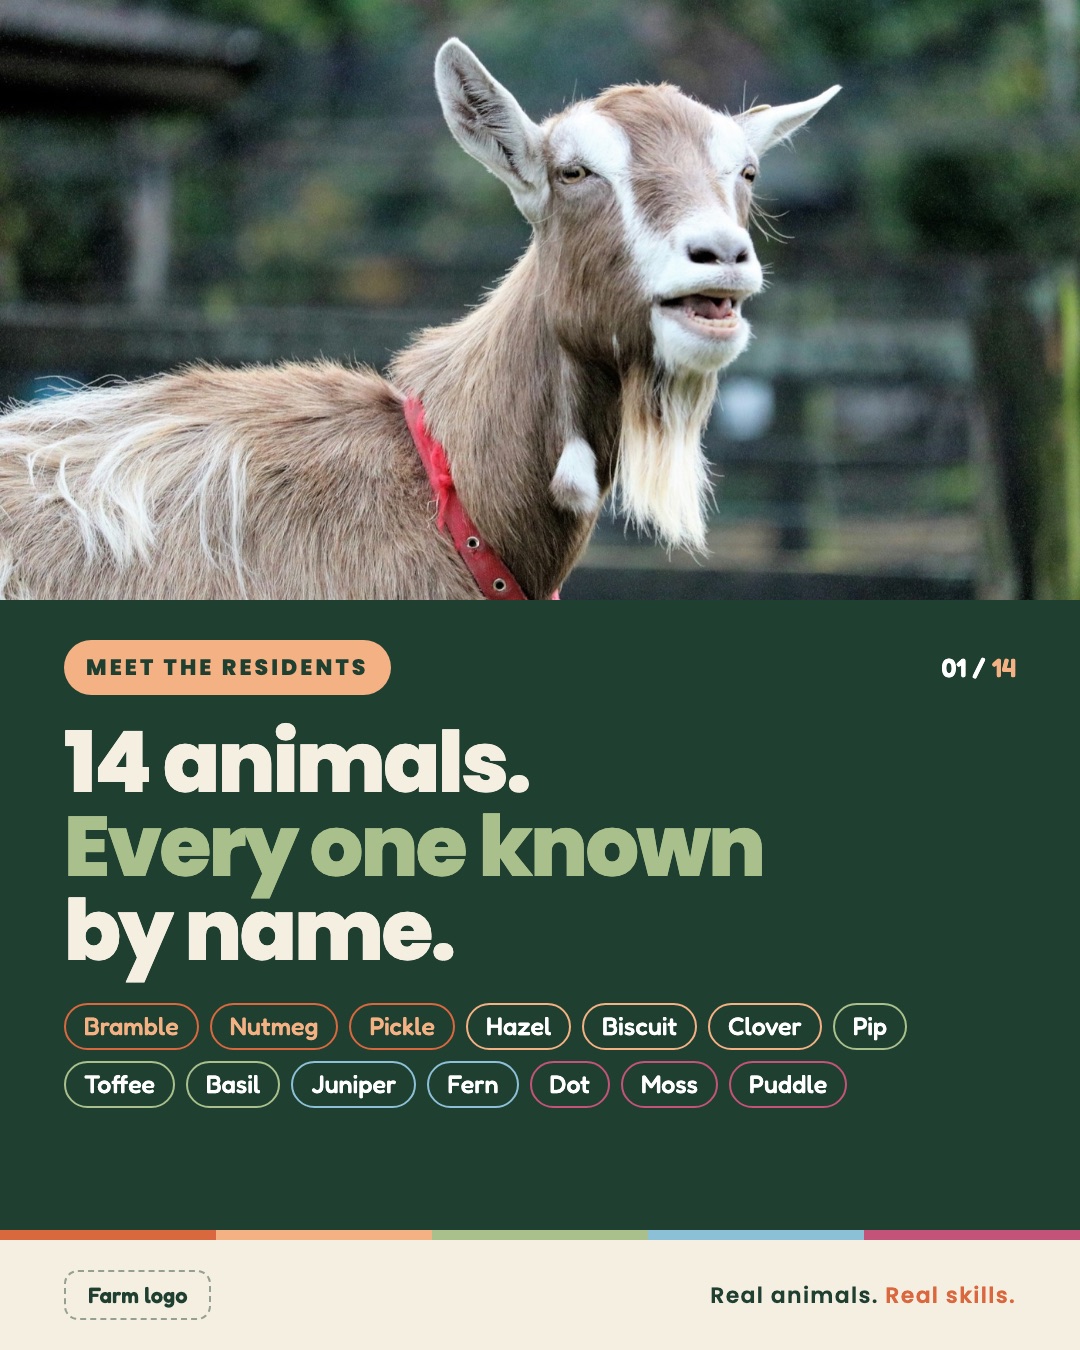 MEET THE RESIDENTS
01 / 14
14 animals.
Every one known
by name.
Bramble Nutmeg Pickle Hazel Biscuit Clover Pip
Toffee Basil Juniper Fern Dot Moss Puddle
Farm logo
Real animals. Real skills.